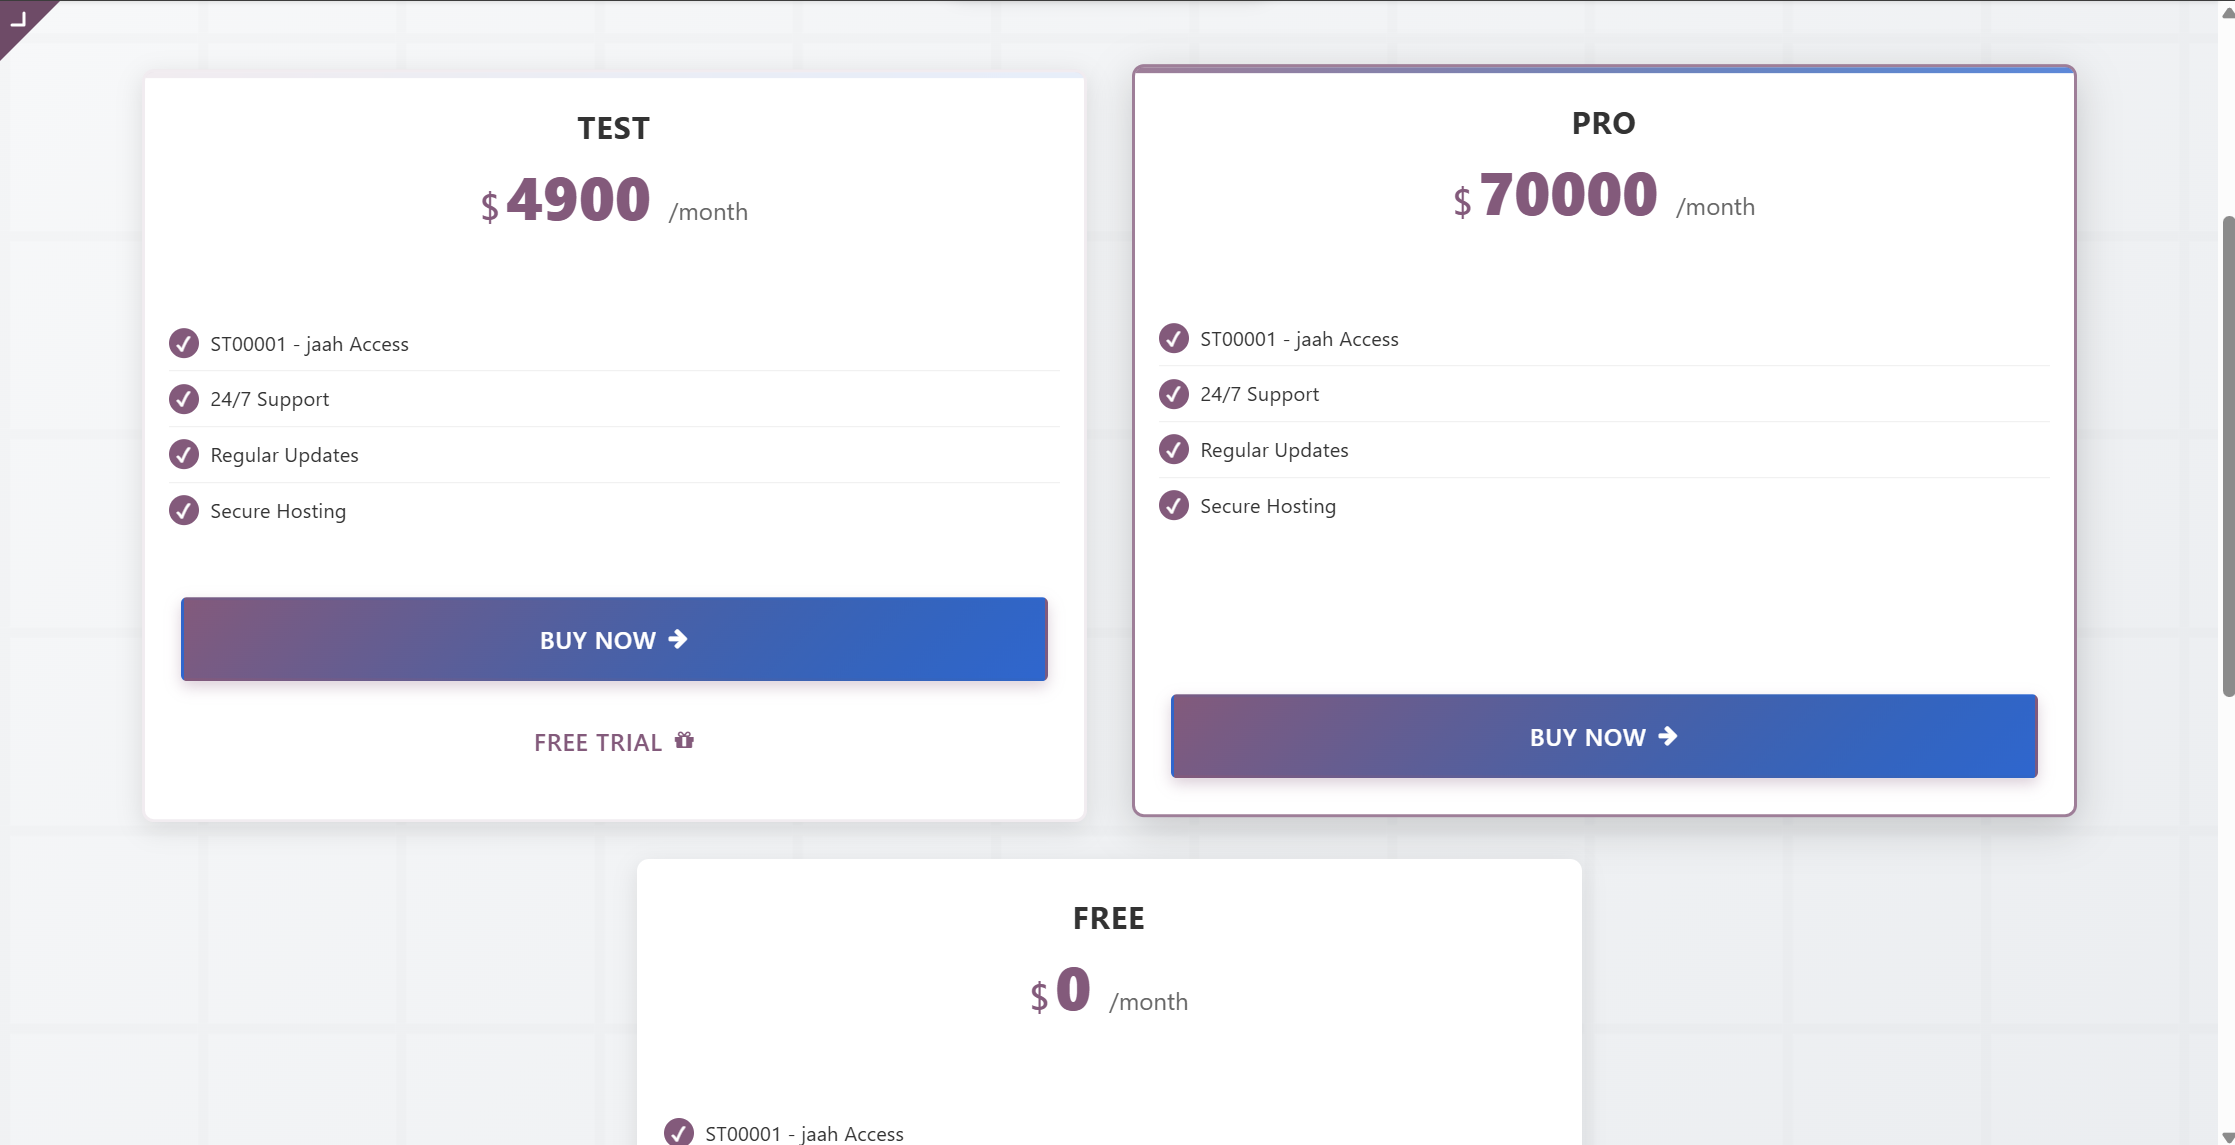 TEST
$4900 /month
ST00001 - jaah Access
24/7 Support
Regular Updates
Secure Hosting
BUY NOW
FREE TRIAL
PRO
$70000 /month
ST00001 - jaah Access
24/7 Support
Regular Updates
Secure Hosting
BUY NOW
FREE
$0 /month
ST00001 - jaah Access